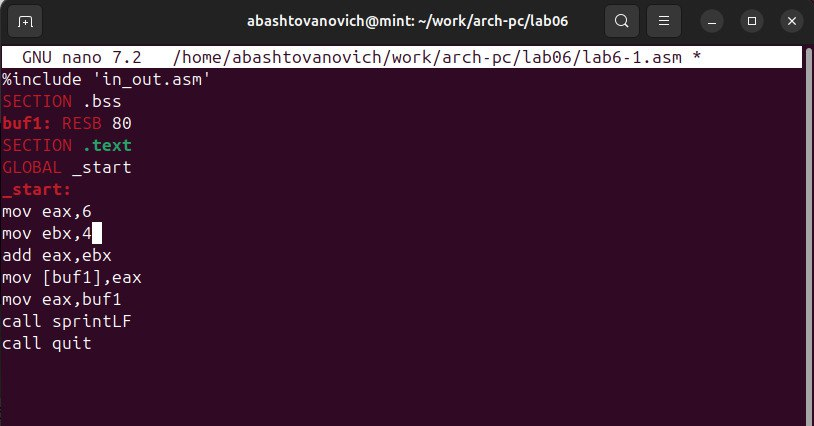 abashtovanovich@mint: ~/work/arch-pc/lab06
GNU nano 7.2 /home/abashtovanovich/work/arch-pc/lab06/lab6-1.asm *
%include 'in_out.asm'
SECTION .bss
buf1: RESB 80
SECTION .text
GLOBAL _start
_start:
mov eax,6
mov ebx,4
add eax,ebx
mov [buf1],eax
mov eax,buf1
call sprintLF
call quit